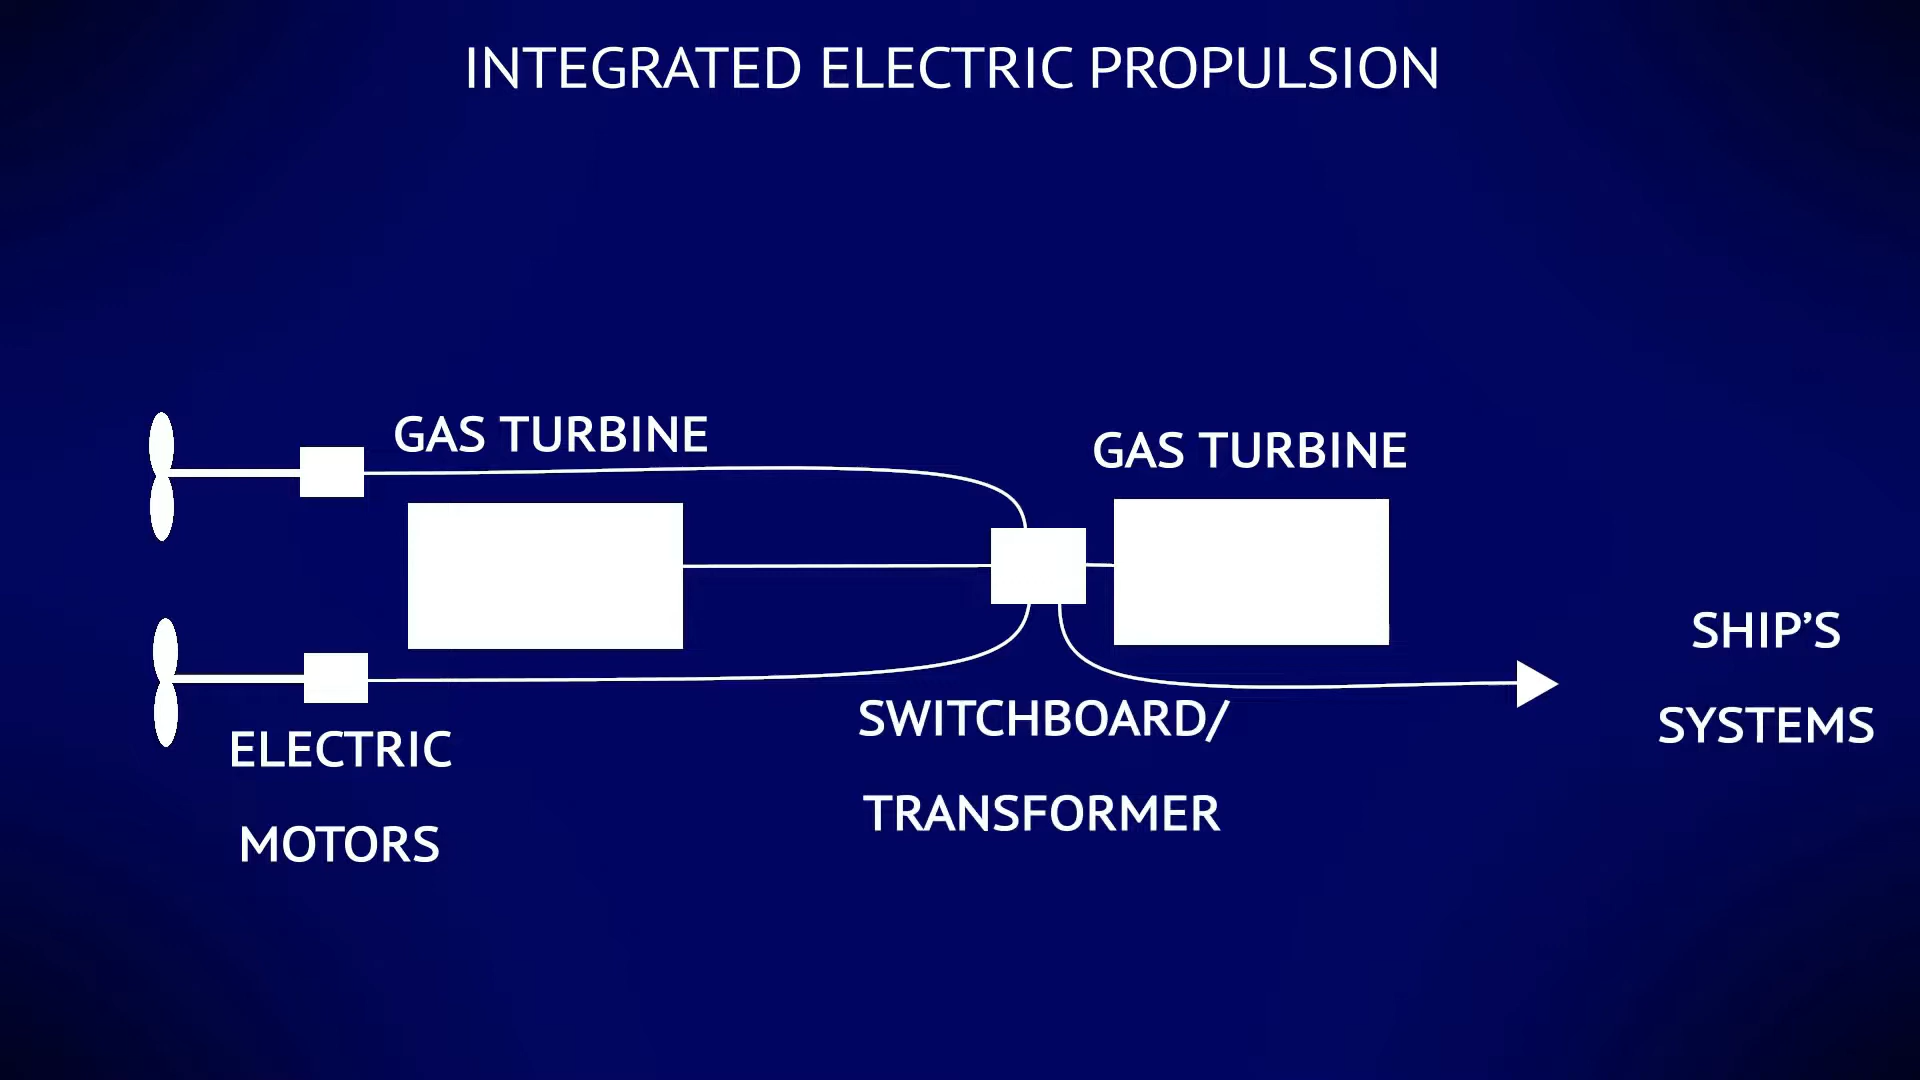 INTEGRATED ELECTRIC PROPULSION
GAS TURBINE
GAS TURBINE
SHIP’S
SYSTEMS
SWITCHBOARD/
TRANSFORMER
ELECTRIC
MOTORS